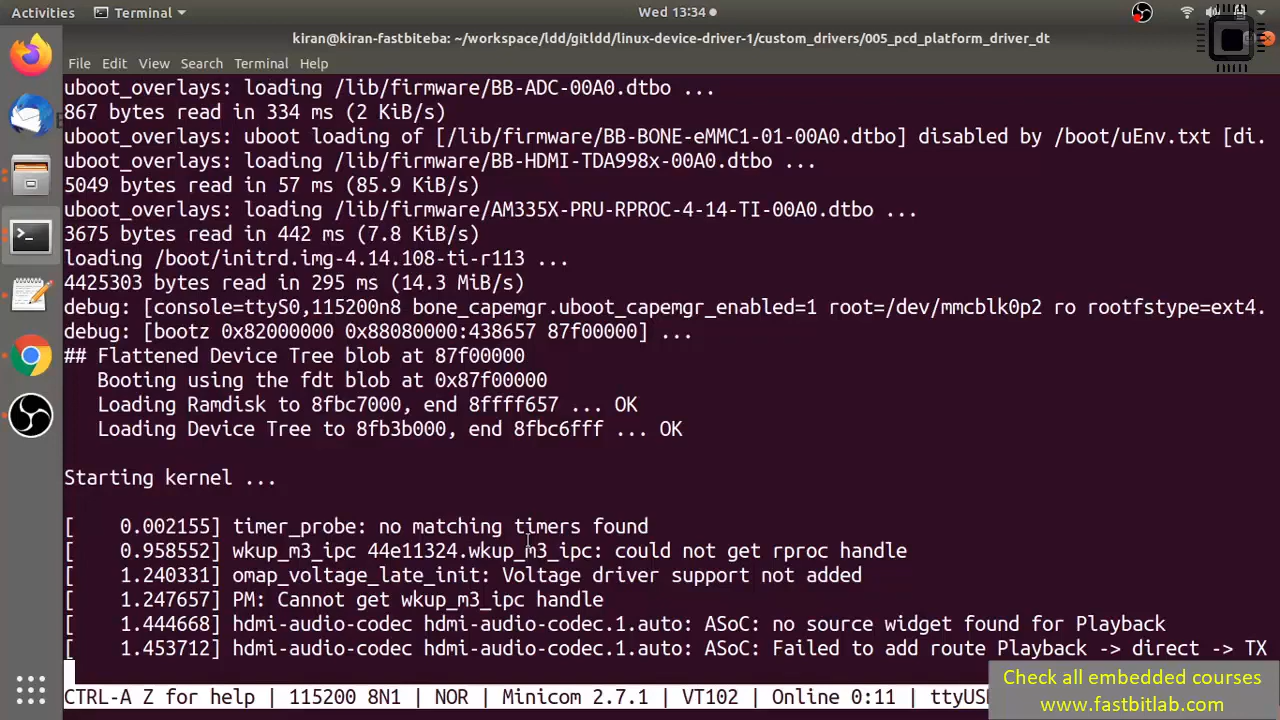 Activities
Terminal
Wed 13:34
kiran@kiran-fastbiteba: ~/workspace/ldd/gitldd/linux-device-driver-1/custom_drivers/005_pcd_platform_driver_dt
File Edit View Search Terminal Help
uboot_overlays: loading /lib/firmware/BB-ADC-00A0.dtbo ...
867 bytes read in 334 ms (2 KiB/s)
uboot_overlays: uboot loading of [/lib/firmware/BB-BONE-eMMC1-01-00A0.dtbo] disabled by /boot/uEnv.txt [di.
uboot_overlays: loading /lib/firmware/BB-HDMI-TDA998x-00A0.dtbo ...
5049 bytes read in 57 ms (85.9 KiB/s)
uboot_overlays: loading /lib/firmware/AM335X-PRU-RPROC-4-14-TI-00A0.dtbo ...
3675 bytes read in 442 ms (7.8 KiB/s)
loading /boot/initrd.img-4.14.108-ti-r113 ...
4425303 bytes read in 295 ms (14.3 MiB/s)
debug: [console=ttyS0,115200n8 bone_capemgr.uboot_capemgr_enabled=1 root=/dev/mmcblk0p2 ro rootfstype=ext4.
debug: [bootz 0x82000000 0x88080000:438657 87f00000] ...
## Flattened Device Tree blob at 87f00000
   Booting using the fdt blob at 0x87f00000
   Loading Ramdisk to 8fbc7000, end 8ffff657 ... OK
   Loading Device Tree to 8fb3b000, end 8fbc6fff ... OK
Starting kernel ...
[    0.002155] timer_probe: no matching timers found
[    0.958552] wkup_m3_ipc 44e11324.wkup_m3_ipc: could not get rproc handle
[    1.240331] omap_voltage_late_init: Voltage driver support not added
[    1.247657] PM: Cannot get wkup_m3_ipc handle
[    1.444668] hdmi-audio-codec hdmi-audio-codec.1.auto: ASoC: no source widget found for Playback
[    1.453712] hdmi-audio-codec hdmi-audio-codec.1.auto: ASoC: Failed to add route Playback -> direct -> TX
CTRL-A Z for help | 115200 8N1 | NOR | Minicom 2.7.1 | VT102 | Online 0:11 | ttyUS
Check all embedded courses
www.fastbitlab.com